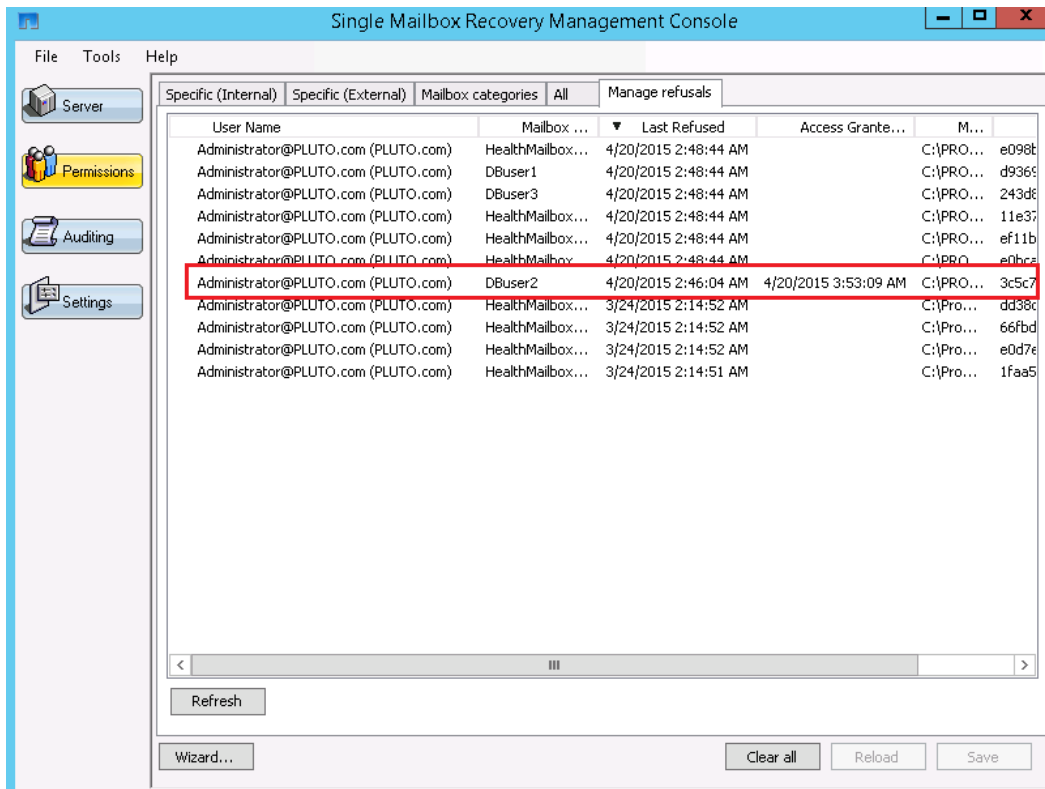 Single Mailbox Recovery Management Console
File Tools Help
Server
Permissions
Auditing
Settings
Specific (Internal) Specific (External) Mailbox categories All Manage refusals
User Name Mailbox ... Last Refused Access Grante... M...
Administrator@PLUTO.com (PLUTO.com) HealthMailbox... 4/20/2015 2:48:44 AM C:\PRO... e098b
Administrator@PLUTO.com (PLUTO.com) DBuser1 4/20/2015 2:48:44 AM C:\PRO... d9369
Administrator@PLUTO.com (PLUTO.com) DBuser3 4/20/2015 2:48:44 AM C:\PRO... 243d8
Administrator@PLUTO.com (PLUTO.com) HealthMailbox... 4/20/2015 2:48:44 AM C:\PRO... 11e37
Administrator@PLUTO.com (PLUTO.com) HealthMailbox... 4/20/2015 2:48:44 AM C:\PRO... ef11b
Administrator@PLUTO.com (PLUTO.com) HealthMailbox... 4/20/2015 2:48:44 AM C:\PRO... e0bca
Administrator@PLUTO.com (PLUTO.com) DBuser2 4/20/2015 2:46:04 AM 4/20/2015 3:53:09 AM C:\PRO... 3c5c7
Administrator@PLUTO.com (PLUTO.com) HealthMailbox... 3/24/2015 2:14:52 AM C:\Pro... dd38c
Administrator@PLUTO.com (PLUTO.com) HealthMailbox... 3/24/2015 2:14:52 AM C:\Pro... 66fbd
Administrator@PLUTO.com (PLUTO.com) HealthMailbox... 3/24/2015 2:14:52 AM C:\Pro... e0d7e
Administrator@PLUTO.com (PLUTO.com) HealthMailbox... 3/24/2015 2:14:51 AM C:\Pro... 1faa5
Refresh
Wizard... Clear all Reload Save